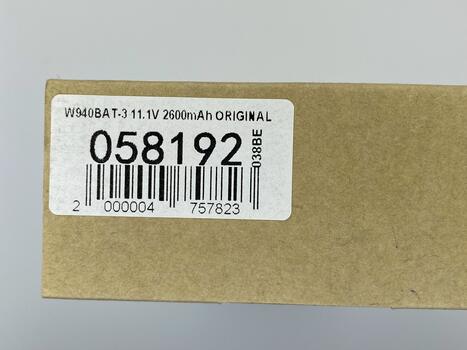 W940BAT-3 11.1V 2600mAh ORIGINAL
058192
038BE
2 000004 757823